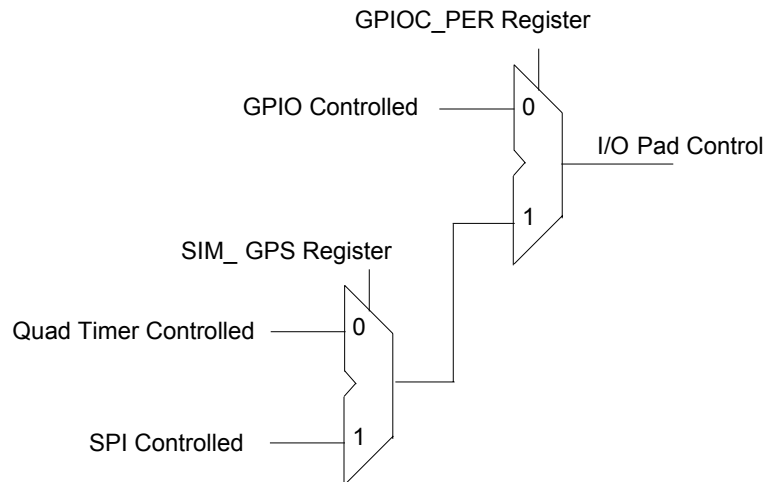 GPIOC_PER Register
GPIO Controlled
0
I/O Pad Control
1
SIM_ GPS Register
Quad Timer Controlled
0
SPI Controlled
1